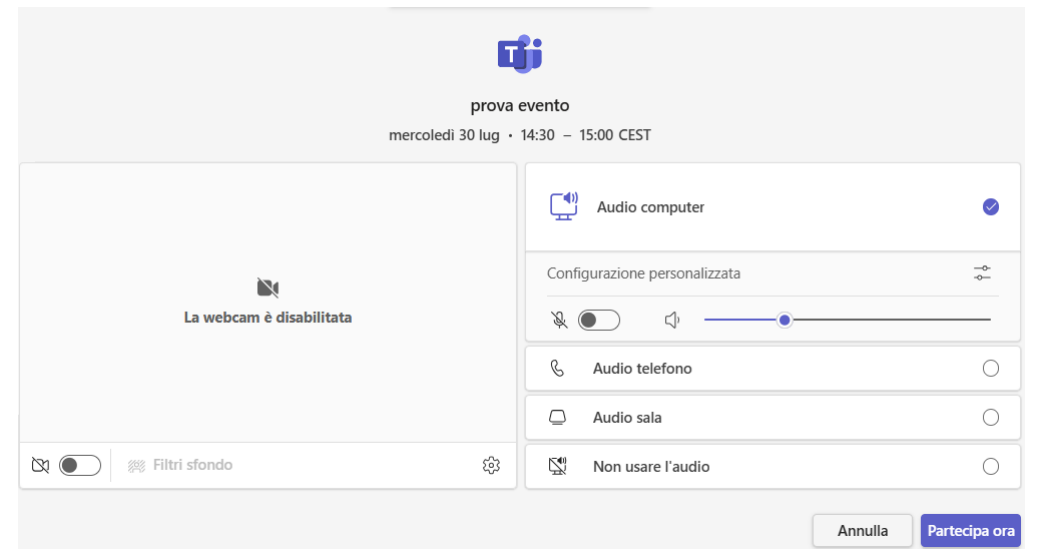 prova evento
mercoledì 30 lug • 14:30 – 15:00 CEST
La webcam è disabilitata
Filtri sfondo
Audio computer
Configurazione personalizzata
Audio telefono
Audio sala
Non usare l'audio
Annulla
Partecipa ora